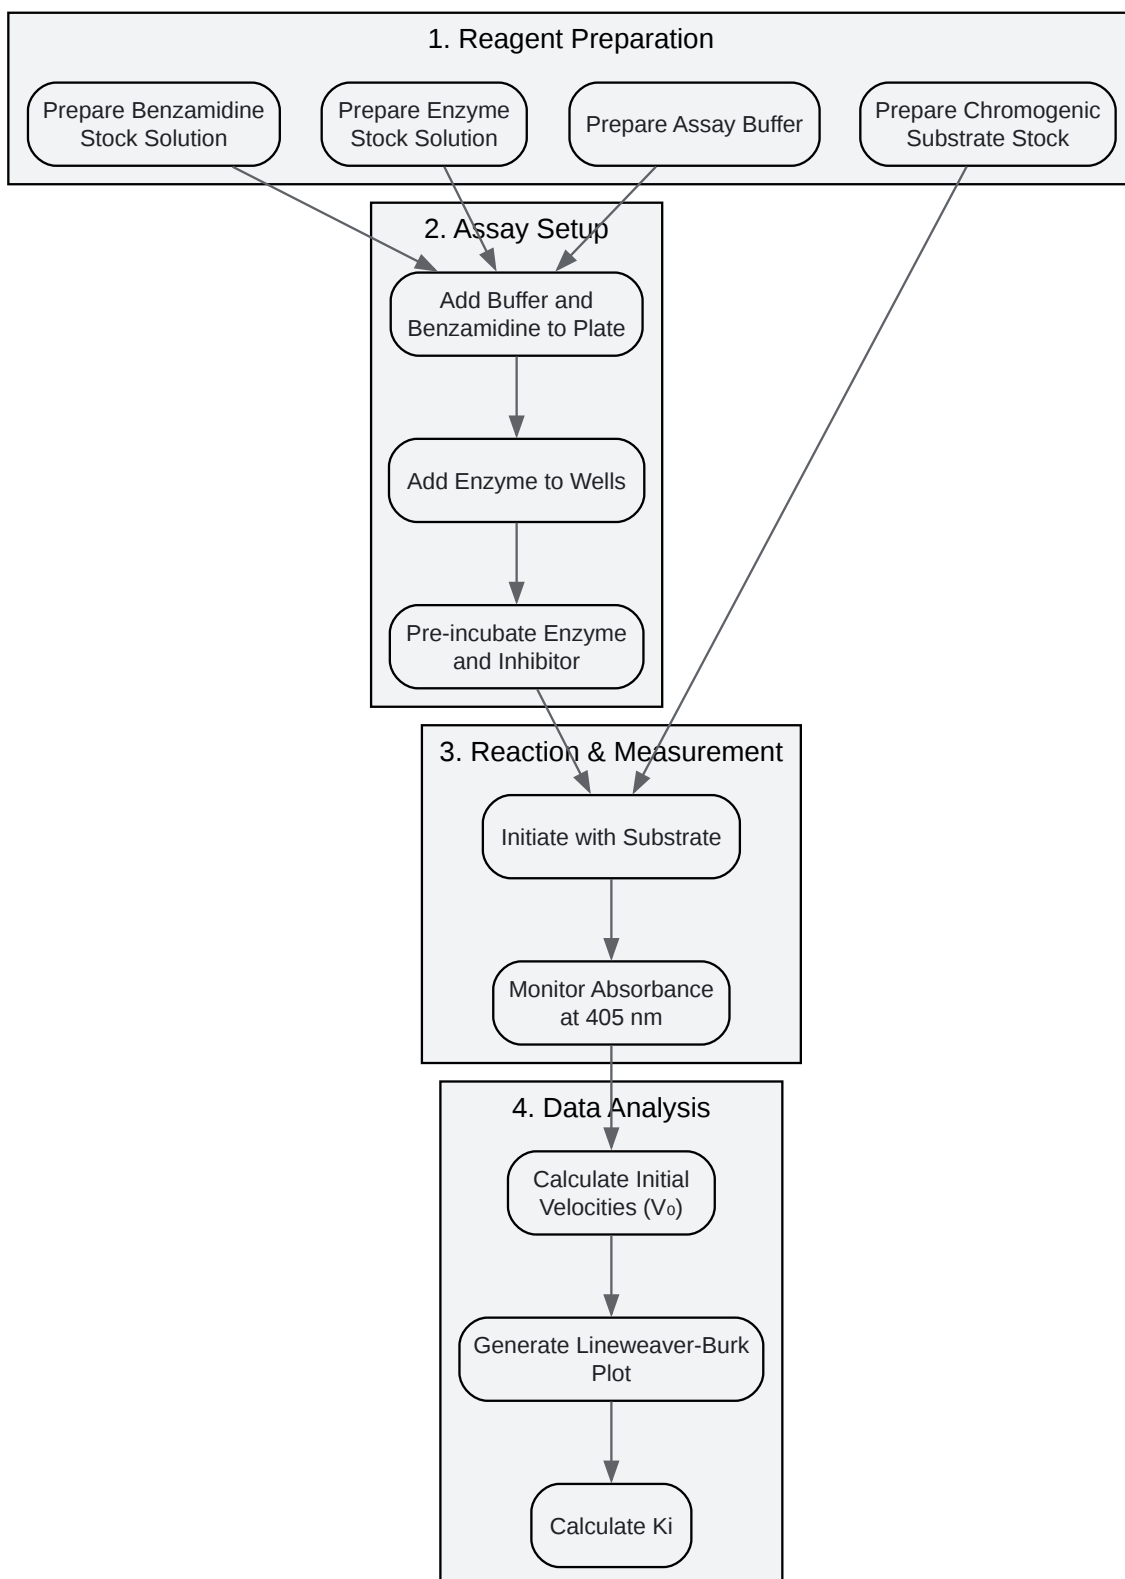 1. Reagent Preparation
Prepare Benzamidine
Stock Solution
Prepare Enzyme
Stock Solution
Prepare Assay Buffer
Prepare Chromogenic
Substrate Stock
2. Assay Setup
Add Buffer and
Benzamidine to Plate
Add Enzyme to Wells
Pre-incubate Enzyme
and Inhibitor
3. Reaction & Measurement
Initiate with Substrate
Monitor Absorbance
at 405 nm
4. Data Analysis
Calculate Initial
Velocities (V₀)
Generate Lineweaver-Burk
Plot
Calculate Ki